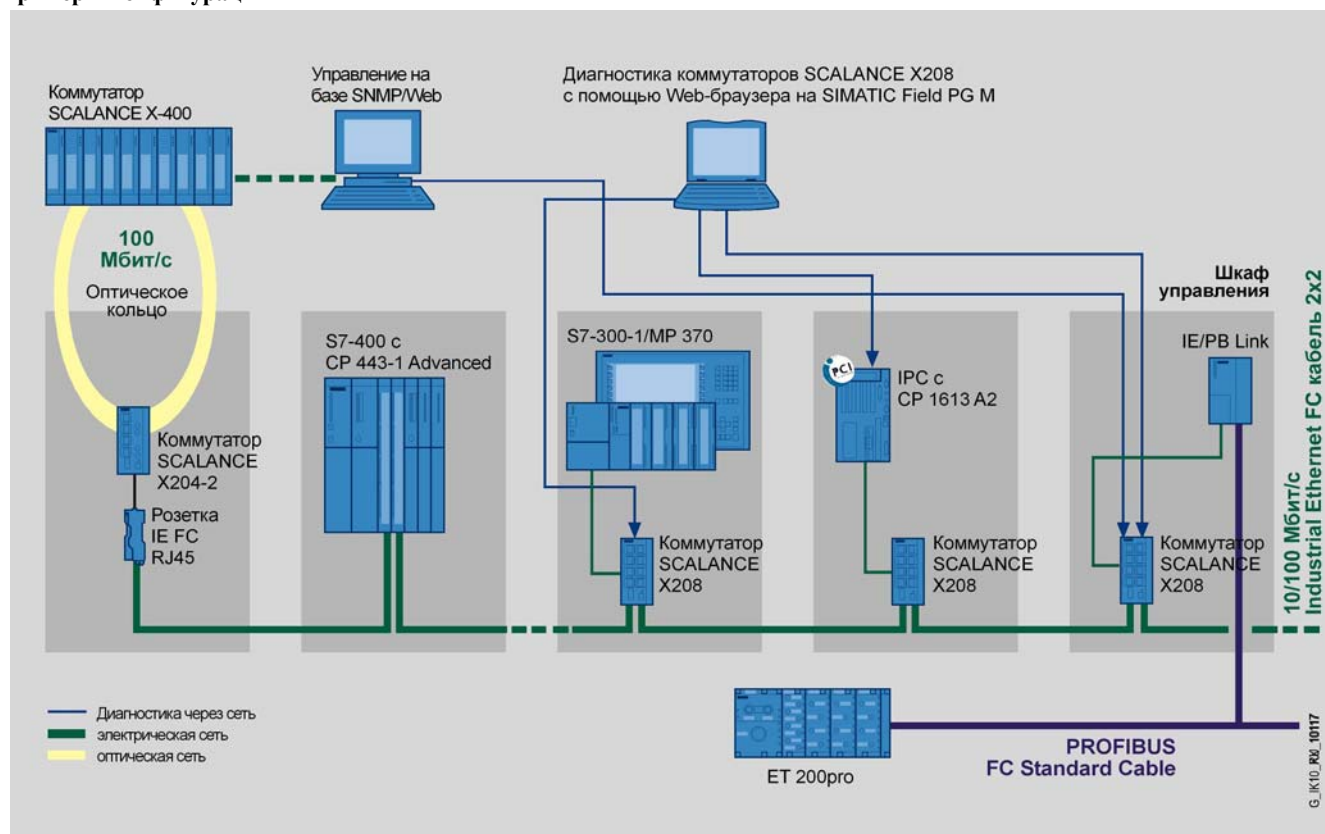 Коммутатор
SCALANCE X-400
Управление на
базе SNMP/Web
Диагностика коммутаторов SCALANCE X208
с помощью Web-браузера на SIMATIC Field PG M
100
Мбит/с
Оптическое
кольцо
Шкаф
управления
S7-400 с
CP 443-1 Advanced
S7-300-1/MP 370
PCI
IPC с
CP 1613 A2
IE/PB Link
Коммутатор
SCALANCE
X204-2
Розетка
IE FC
RJ45
Коммутатор
SCALANCE
X208
Коммутатор
SCALANCE
X208
Коммутатор
SCALANCE
X208
10/100 Мбит/с
Industrial Ethernet FC кабель 2x2
Диагностика через сеть
электрическая сеть
оптическая сеть
ET 200pro
PROFIBUS
FC Standard Cable